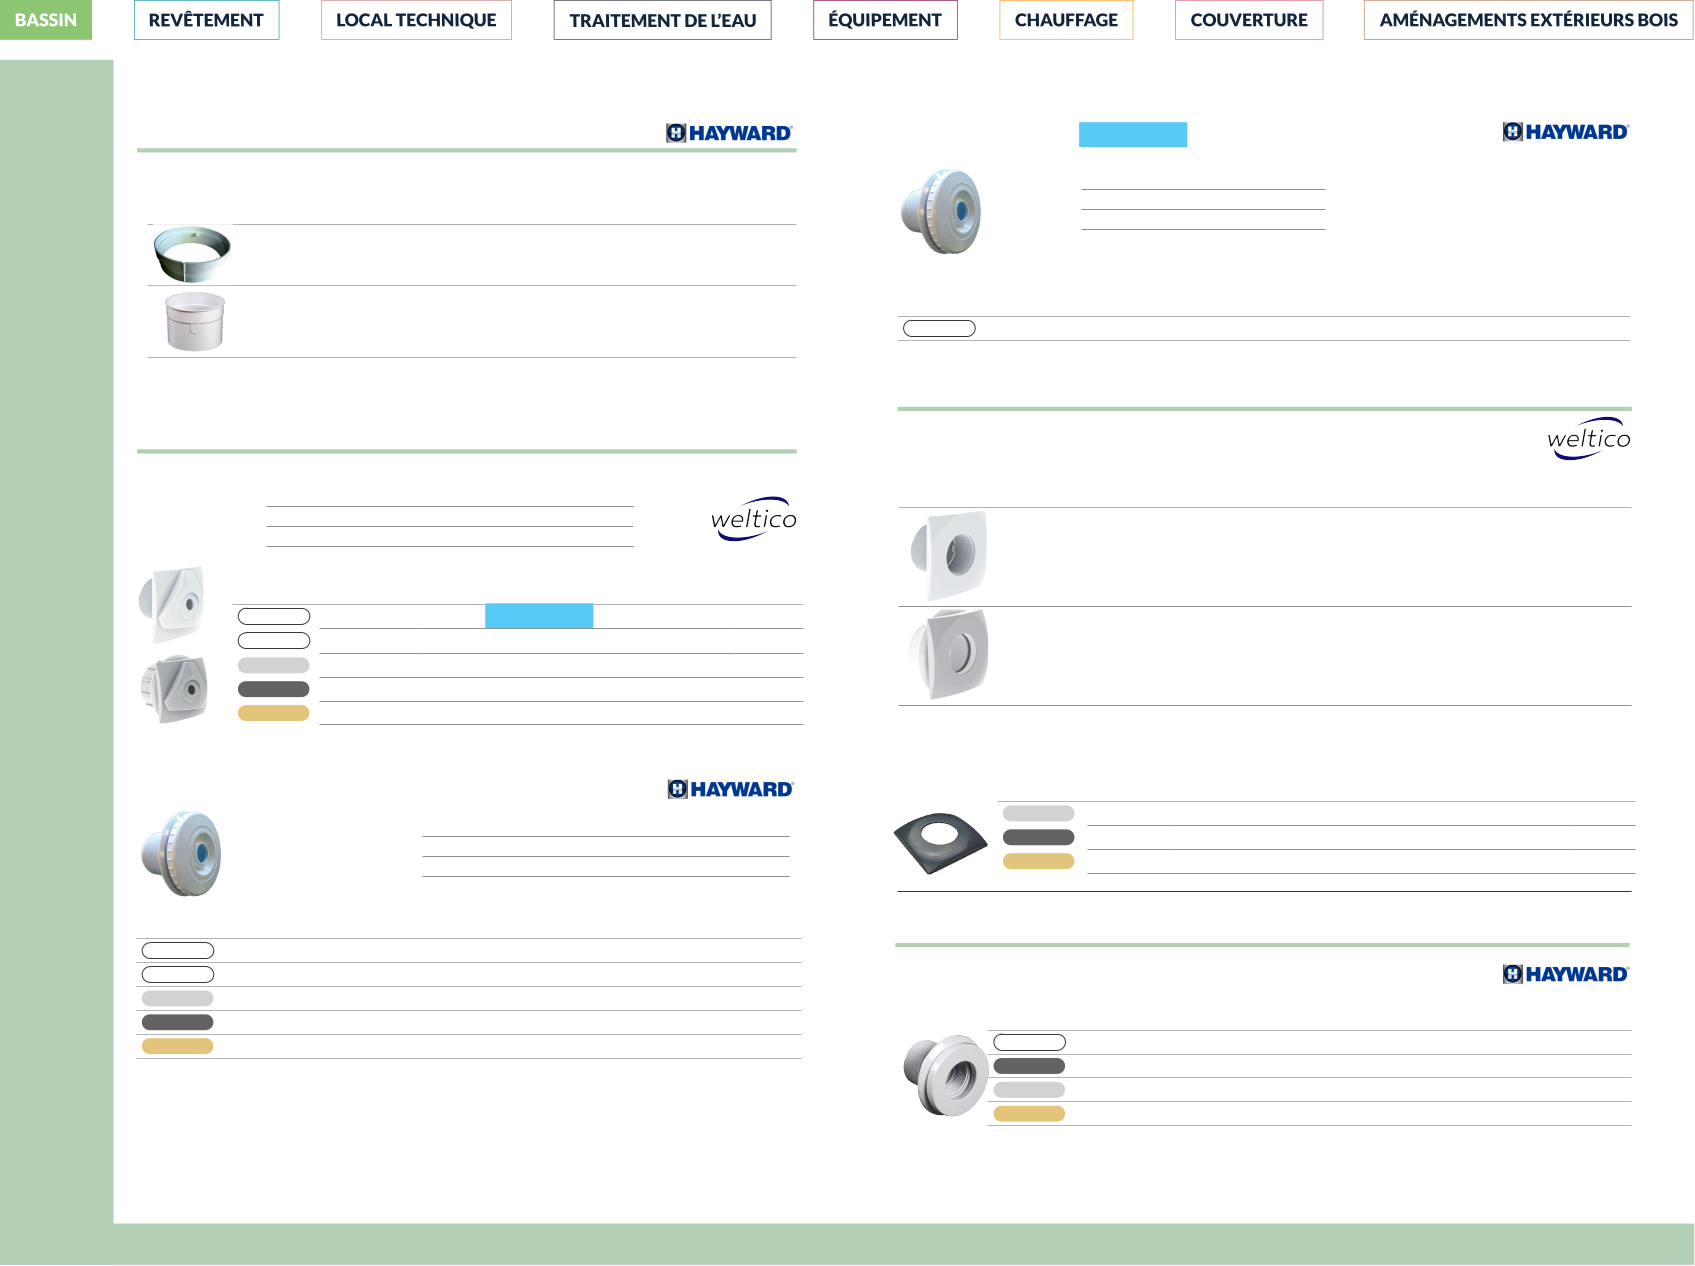 BASSIN
REVÊTEMENT
LOCAL TECHNIQUE
TRAITEMENT DE L'EAU
ÉQUIPEMENT
CHAUFFAGE
COUVERTURE
AMÉNAGEMENTS EXTÉRIEURS BOIS
HAYWARD®
weltico
HAYWARD®
HAYWARD®
weltico
HAYWARD®